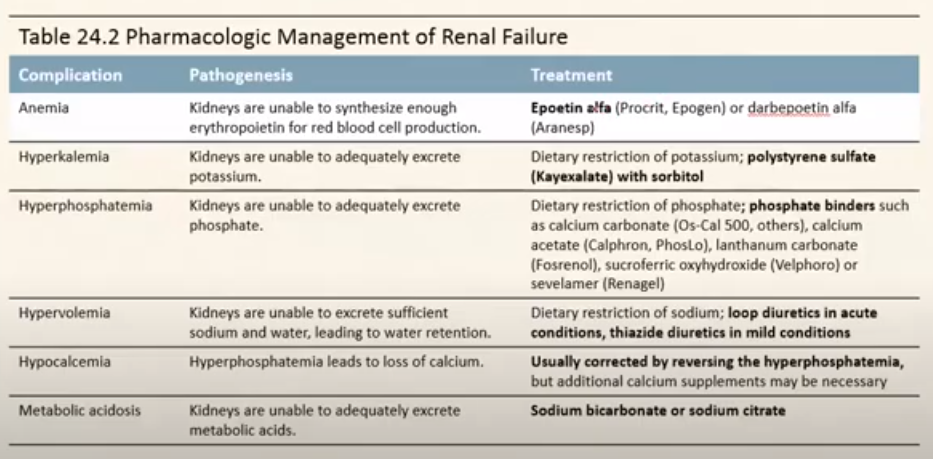 Table 24.2 Pharmacologic Management of Renal Failure
Complication Pathogenesis Treatment
Anemia
Kidneys are unable to synthesize enough
erythropoietin for red blood cell production.
Epoetin alfa (Procrit, Epogen) or darbepoetin alfa
(Aranesp)
Hyperkalemia
Kidneys are unable to adequately excrete
potassium.
Dietary restriction of potassium; polystyrene sulfate
(Kayexalate) with sorbitol
Hyperphosphatemia
Kidneys are unable to adequately excrete
phosphate.
Dietary restriction of phosphate; phosphate binders such
as calcium carbonate (Os-Cal 500, others), calcium
acetate (Calphron, PhosLo), lanthanum carbonate
(Fosrenol), sucroferric oxyhydroxide (Velphoro) or
sevelamer (Renagel)
Hypervolemia
Kidneys are unable to excrete sufficient
sodium and water, leading to water retention.
Dietary restriction of sodium; loop diuretics in acute
conditions, thiazide diuretics in mild conditions
Hypocalcemia
Hyperphosphatemia leads to loss of calcium.
Usually corrected by reversing the hyperphosphatemia,
but additional calcium supplements may be necessary
Metabolic acidosis
Kidneys are unable to adequately excrete
metabolic acids.
Sodium bicarbonate or sodium citrate